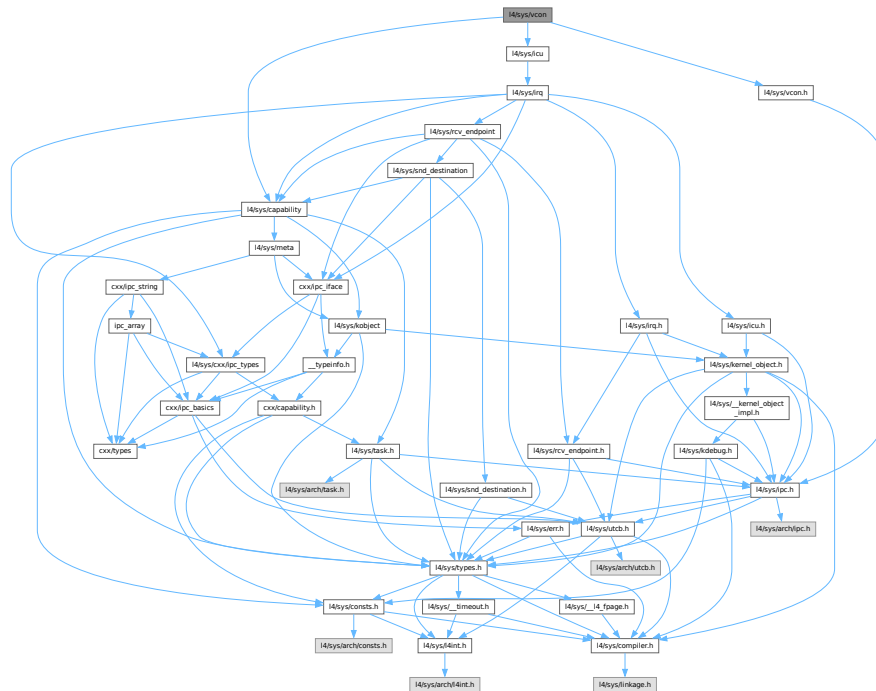 l4/sys/vcon
l4/sys/icu
l4/sys/irq
l4/sys/vcon.h
l4/sys/rcv_endpoint
l4/sys/snd_destination
l4/sys/capability
l4/sys/meta
cxx/ipc_string
cxx/ipc_iface
ipc_array
l4/sys/kobject
l4/sys/irq.h
l4/sys/icu.h
l4/sys/cxx/ipc_types
__typeinfo.h
l4/sys/kernel_object.h
cxx/ipc_basics
cxx/capability.h
l4/sys/__kernel_object
_impl.h
cxx/types
l4/sys/task.h
l4/sys/rcv_endpoint.h
l4/sys/kdebug.h
l4/sys/arch/task.h
l4/sys/snd_destination.h
l4/sys/ipc.h
l4/sys/err.h
l4/sys/utcb.h
l4/sys/arch/ipc.h
l4/sys/types.h
l4/sys/arch/utcb.h
l4/sys/consts.h
l4/sys/__timeout.h
l4/sys/__l4_fpage.h
l4/sys/arch/consts.h
l4/sys/l4int.h
l4/sys/compiler.h
l4/sys/arch/l4int.h
l4/sys/linkage.h